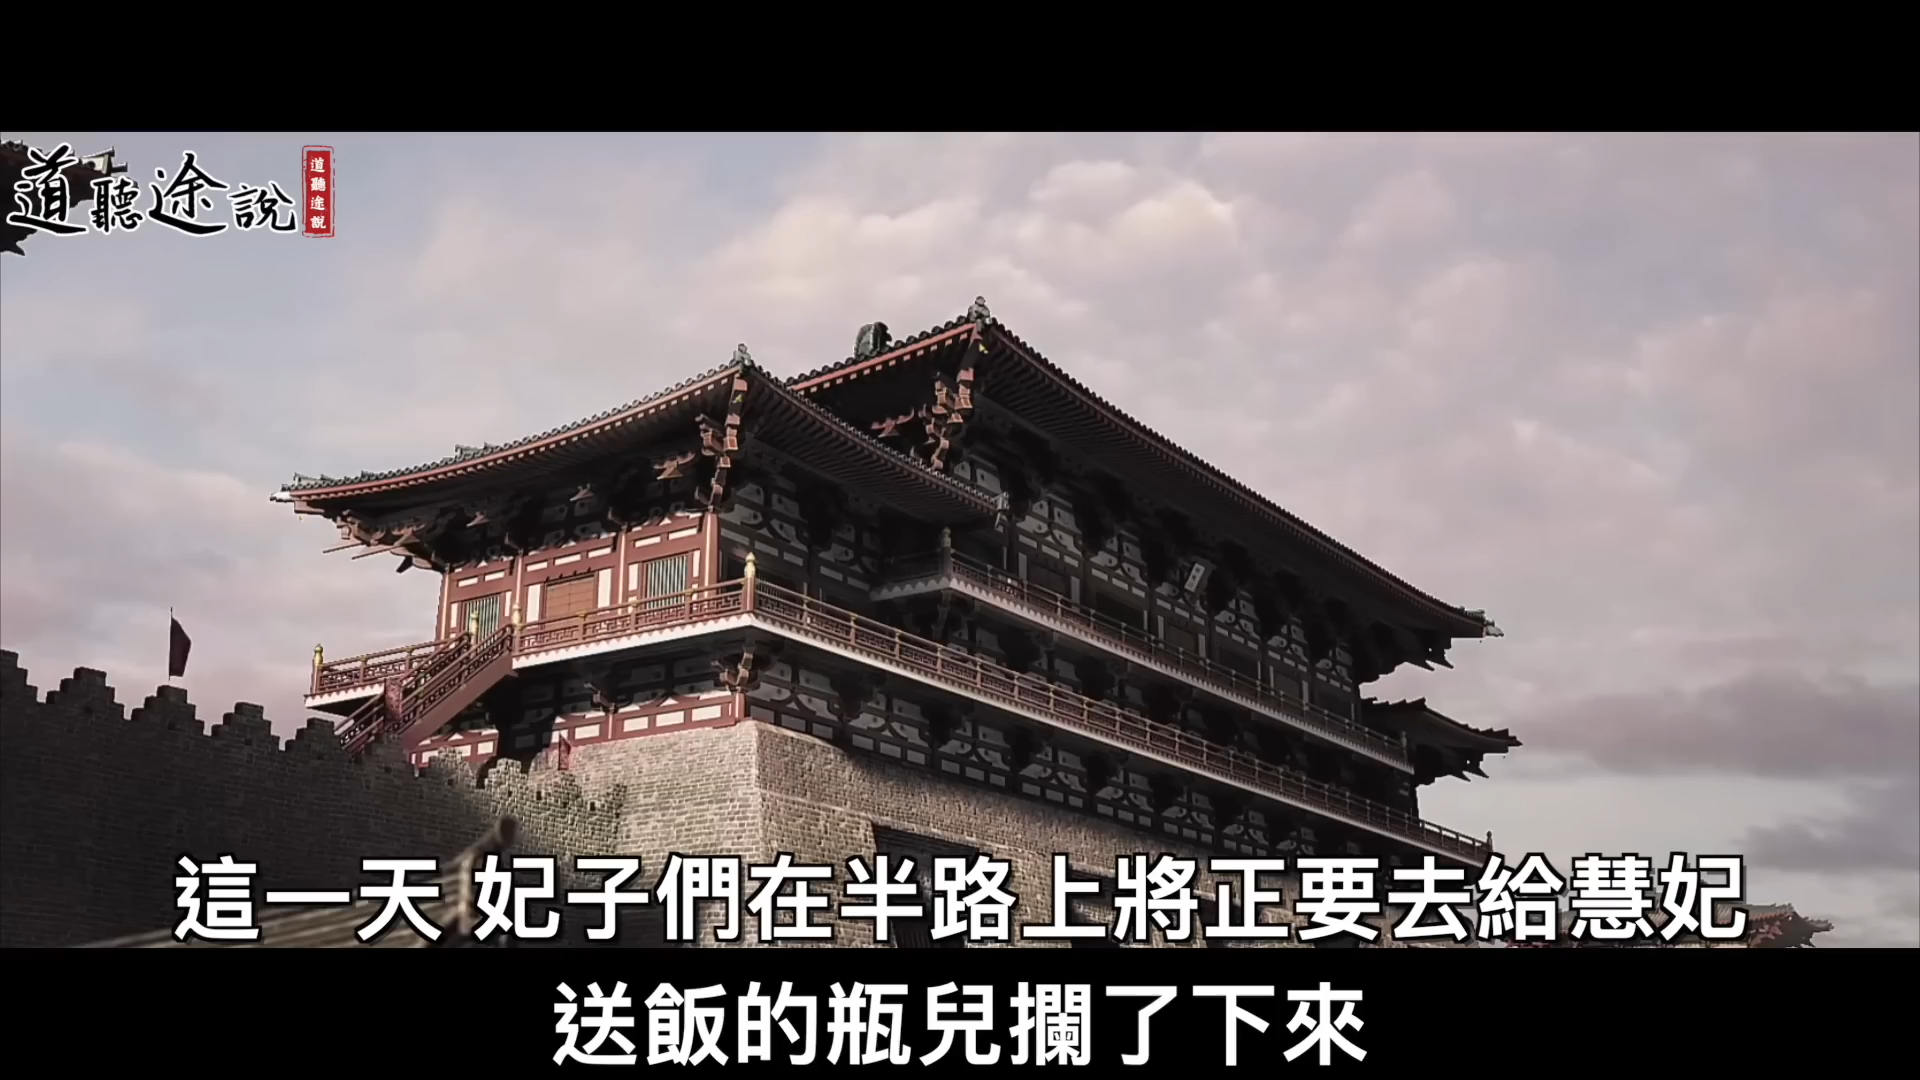 道聽途說
道聽途說
這一天 妃子們在半路上將正要去給慧妃
送飯的瓶兒攔了下來